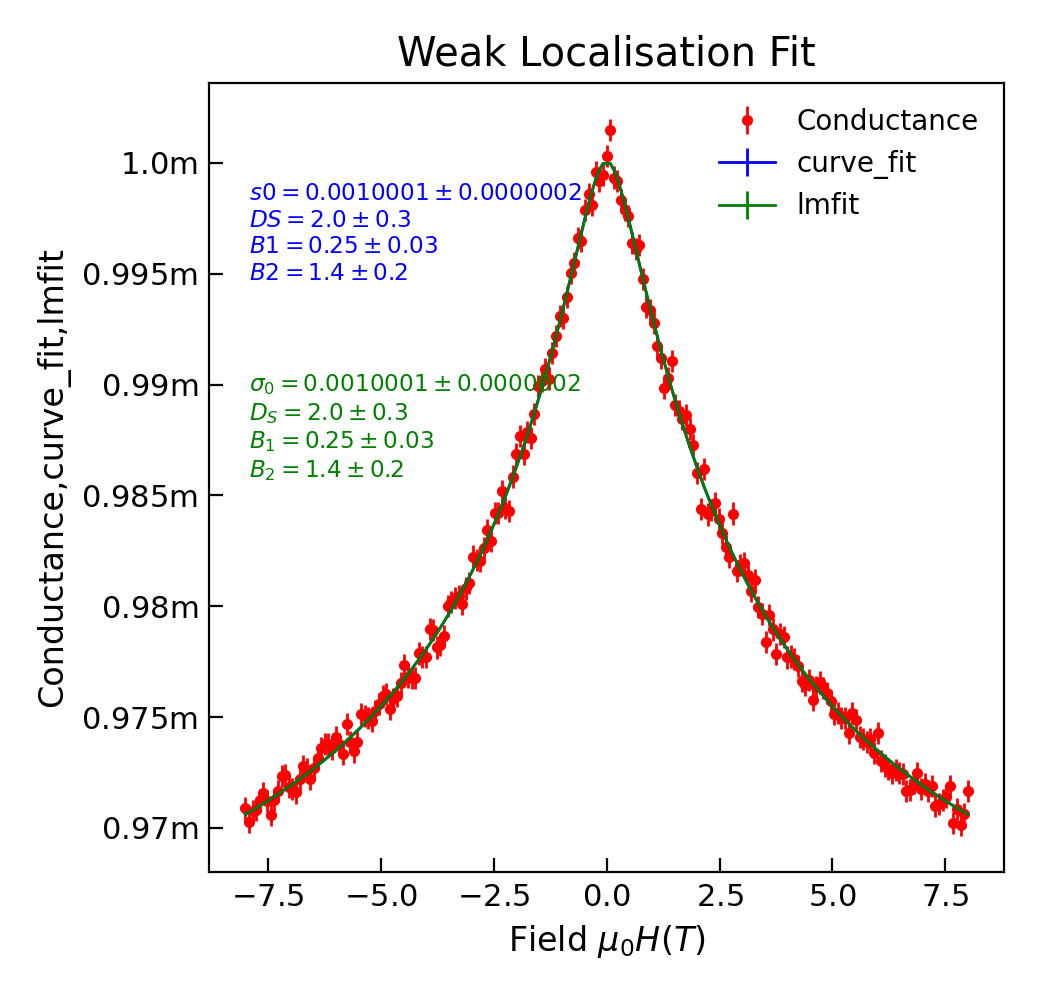 Weak Localisation Fit
Conductance
curve_fit
lmfit
s0 = 0.0010001 ± 0.0000002
DS = 2.0 ± 0.3
B1 = 0.25 ± 0.03
B2 = 1.4 ± 0.2
σ₀ = 0.0010001 ± 0.0000002
D_S = 2.0 ± 0.3
B₁ = 0.25 ± 0.03
B₂ = 1.4 ± 0.2
Conductance,curve_fit,lmfit
1.0m
0.995m
0.99m
0.985m
0.98m
0.975m
0.97m
−7.5 −5.0 −2.5 0.0 2.5 5.0 7.5
Field μ₀H(T)